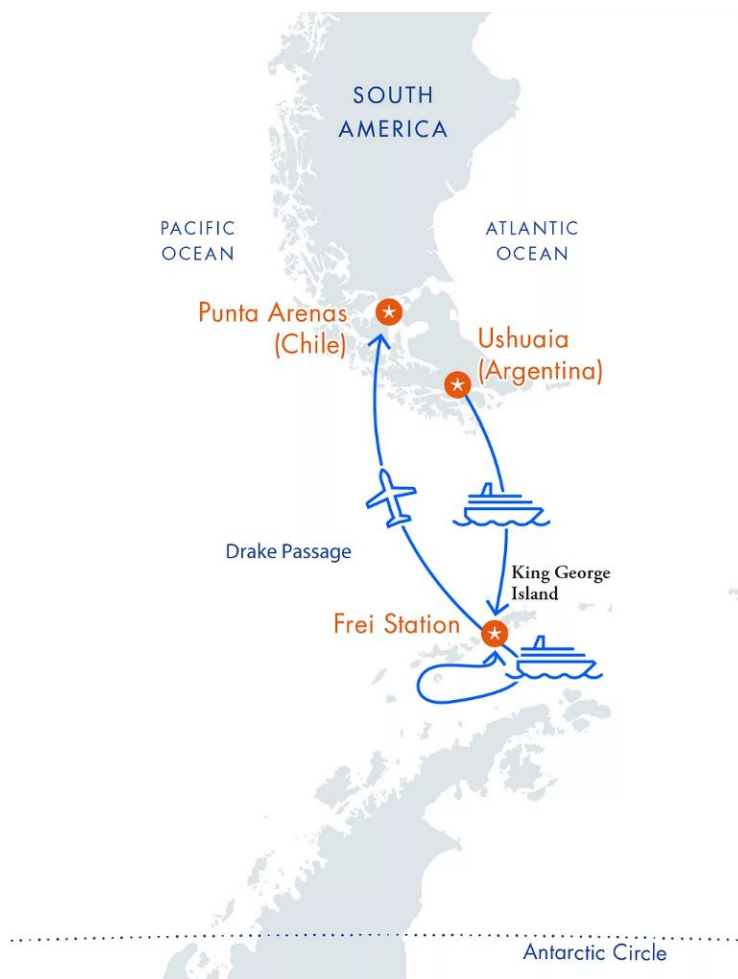 SOUTH
AMERICA
PACIFIC
OCEAN
ATLANTIC
OCEAN
Punta Arenas
(Chile)
Ushuaia
(Argentina)
Drake Passage
King George
Island
Frei Station
Antarctic Circle